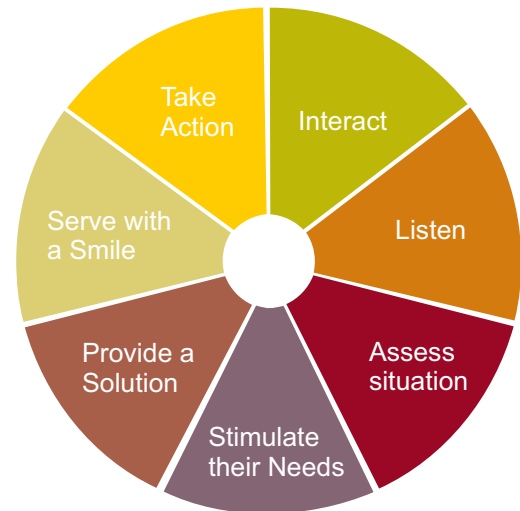 Interact
Listen
Assess
situation
Stimulate
their Needs
Provide a
Solution
Serve with
a Smile
Take
Action